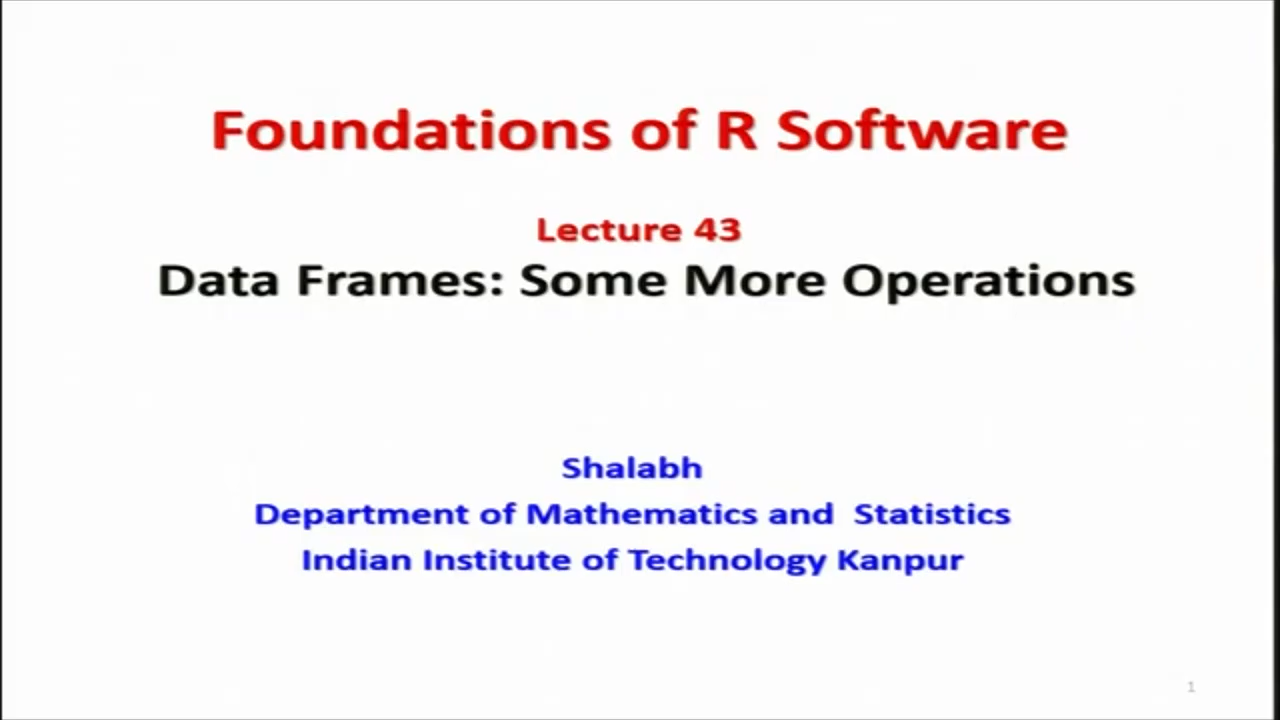 Foundations of R Software
Lecture 43
Data Frames: Some More Operations
Shalabh
Department of Mathematics and Statistics
Indian Institute of Technology Kanpur
1